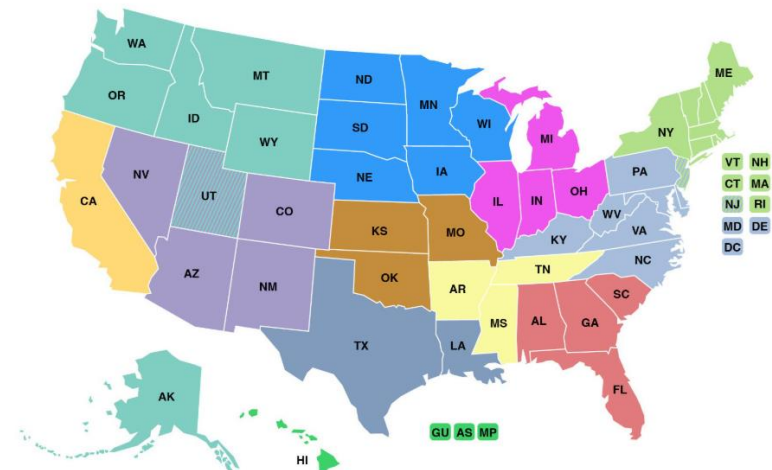 WA
MT
ND
MN
OR
ID
WY
SD
WI
MI
NY
ME
VT NH
CT MA
NJ RI
MD DE
DC
NV
UT
CA
CO
NE
IA
IL
IN
OH
PA
WV
VA
KY
NC
KS
MO
TN
AZ
NM
OK
AR
SC
MS
AL
GA
TX
LA
FL
AK
GU AS MP
HI